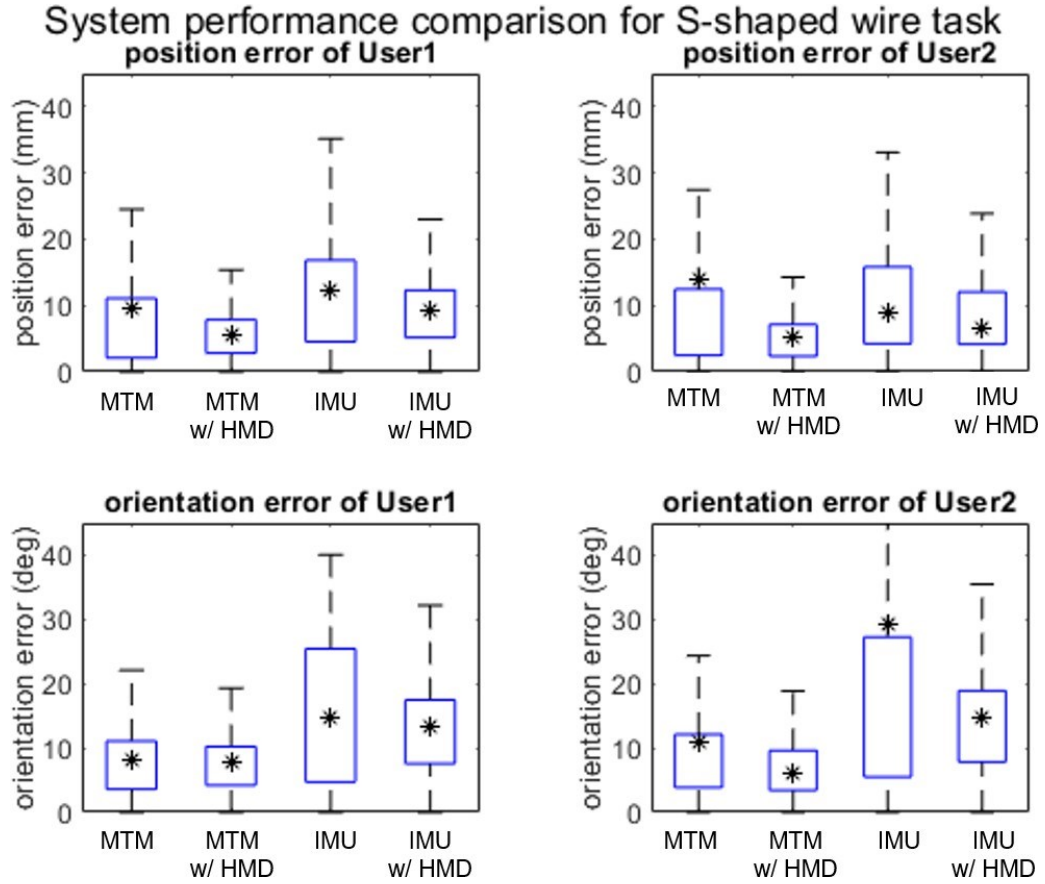 System performance comparison for S-shaped wire task
position error of User1
position error (mm)
40
30
20
10
0
MTM
MTM
w/ HMD
IMU
IMU
w/ HMD
position error of User2
position error (mm)
40
30
20
10
0
MTM
MTM
w/ HMD
IMU
IMU
w/ HMD
orientation error of User1
orientation error (deg)
40
30
20
10
0
MTM
MTM
w/ HMD
IMU
IMU
w/ HMD
orientation error of User2
orientation error (deg)
40
30
20
10
0
MTM
MTM
w/ HMD
IMU
IMU
w/ HMD